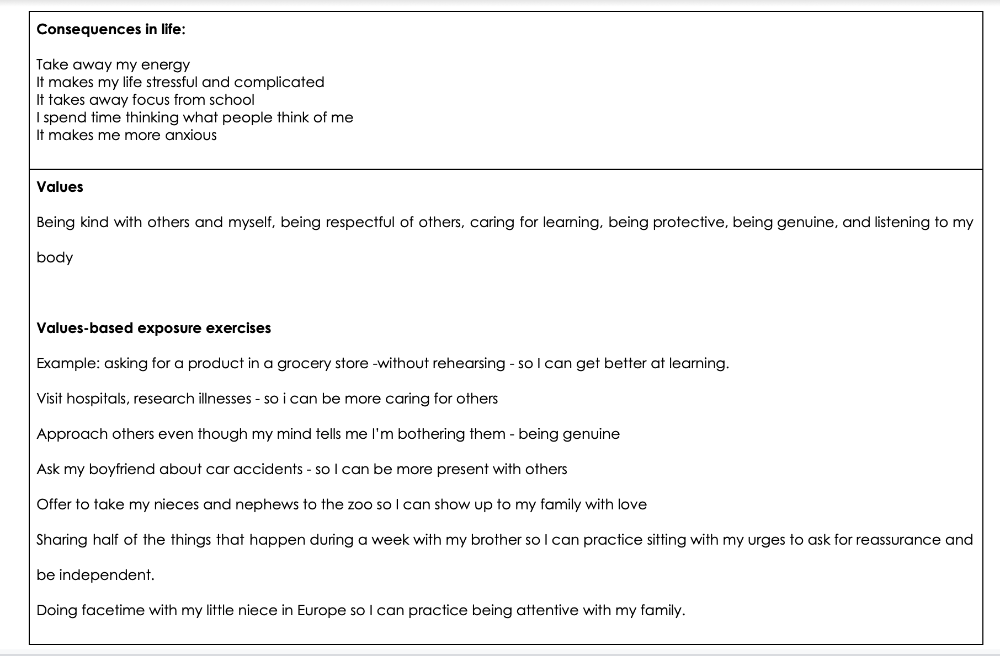 Consequences in life:
Take away my energy
It makes my life stressful and complicated
It takes away focus from school
I spend time thinking what people think of me
It makes me more anxious
Values
Being kind with others and myself, being respectful of others, caring for learning, being protective, being genuine, and listening to my
body
Values-based exposure exercises
Example: asking for a product in a grocery store -without rehearsing - so I can get better at learning.
Visit hospitals, research illnesses - so i can be more caring for others
Approach others even though my mind tells me I’m bothering them - being genuine
Ask my boyfriend about car accidents - so I can be more present with others
Offer to take my nieces and nephews to the zoo so I can show up to my family with love
Sharing half of the things that happen during a week with my brother so I can practice sitting with my urges to ask for reassurance and
be independent.
Doing facetime with my little niece in Europe so I can practice being attentive with my family.